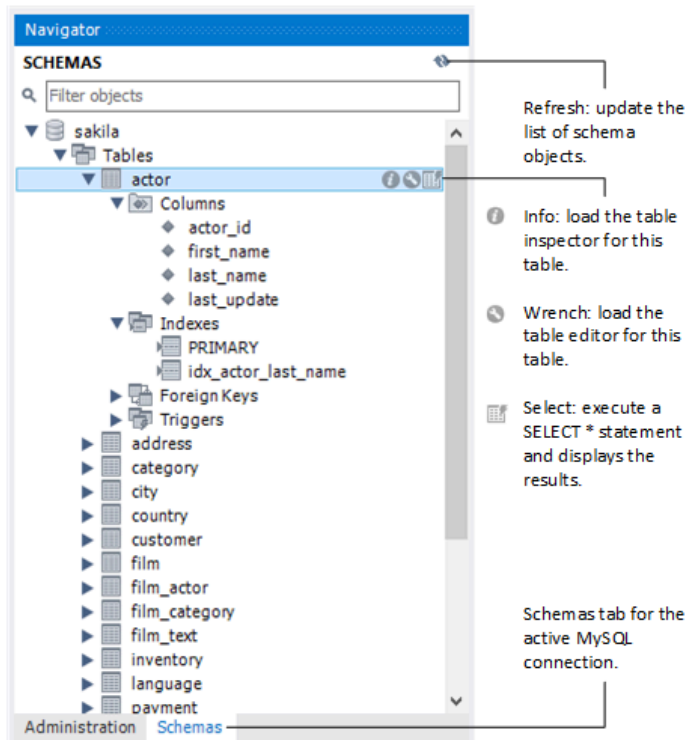 Navigator
SCHEMAS
Filter objects
sakila
Tables
actor
Columns
actor_id
first_name
last_name
last_update
Indexes
PRIMARY
idx_actor_last_name
Foreign Keys
Triggers
address
category
city
country
customer
film
film_actor
film_category
film_text
inventory
language
payment
Administration Schemas
Refresh: update the
list of schema
objects.
Info: load the table
inspector for this
table.
Wrench: load the
table editor for this
table.
Select: execute a
SELECT * statement
and displays the
results.
Schemas tab for the
active MySQL
connection.